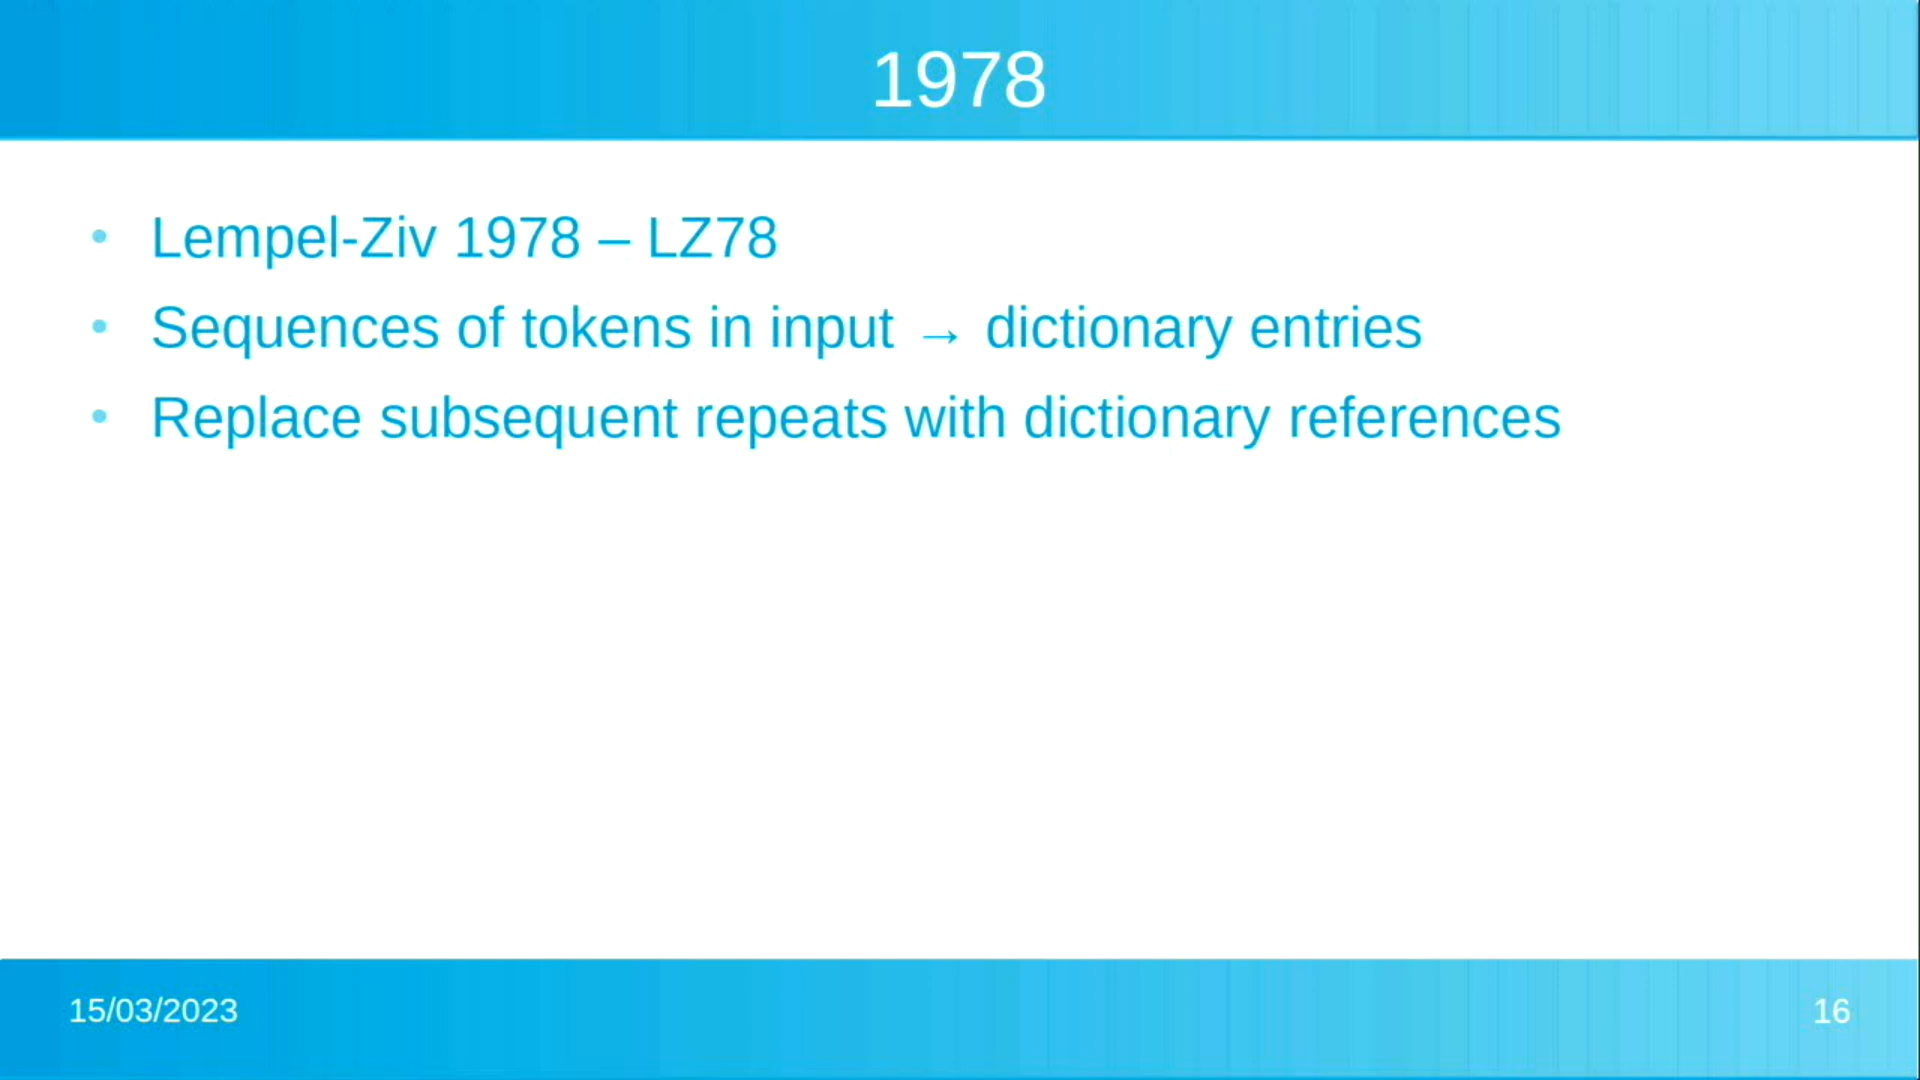 1978
• Lempel-Ziv 1978 – LZ78
• Sequences of tokens in input → dictionary entries
• Replace subsequent repeats with dictionary references
15/03/2023
16